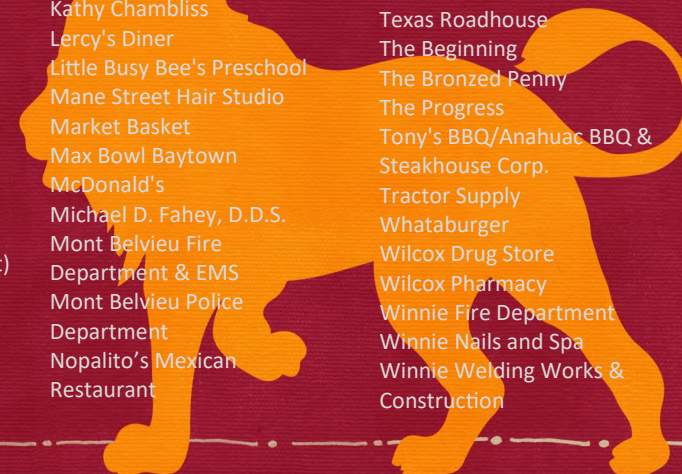 Kathy Chambliss
Lercy's Diner
Little Busy Bee's Preschool
Mane Street Hair Studio
Market Basket
Max Bowl Baytown
McDonald's
Michael D. Fahey, D.D.S.
Mont Belvieu Fire
Department & EMS
Mont Belvieu Police
Department
Nopalito’s Mexican
Restaurant
Texas Roadhouse
The Beginning
The Bronzed Penny
The Progress
Tony's BBQ/Anahuac BBQ &
Steakhouse Corp.
Tractor Supply
Whataburger
Wilcox Drug Store
Wilcox Pharmacy
Winnie Fire Department
Winnie Nails and Spa
Winnie Welding Works &
Construction